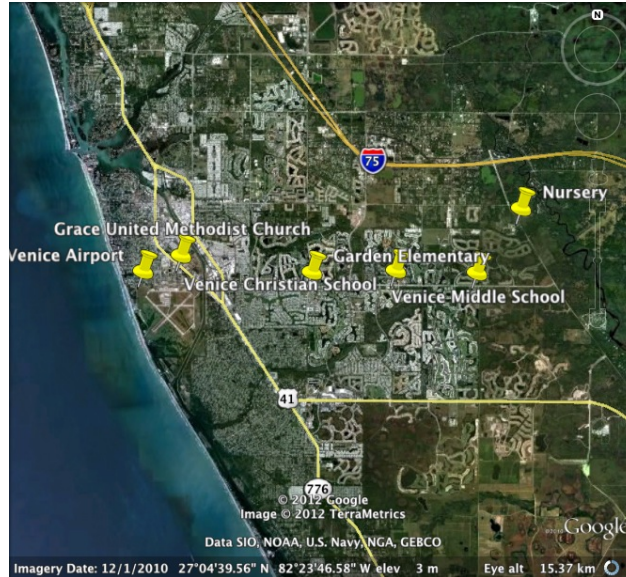 N
75
Nursery
Grace United Methodist Church
Venice Airport
Garden Elementary
Venice Christian School
Venice Middle School
41
776
© 2012 Google
Image © 2012 TerraMetrics
Data SIO, NOAA, U.S. Navy, NGA, GEBCO
©2010 Google
Imagery Date: 12/1/2010 27°04'39.56" N 82°23'46.58" W elev 3 m Eye alt 15.37 km